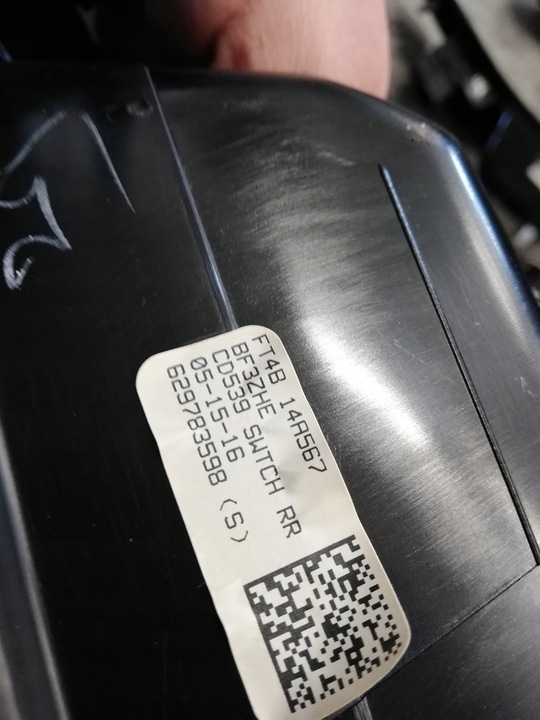 FT4B 14A567
BF3ZHE SWTCH RR
CD539
05-15-16
629783598 (S)